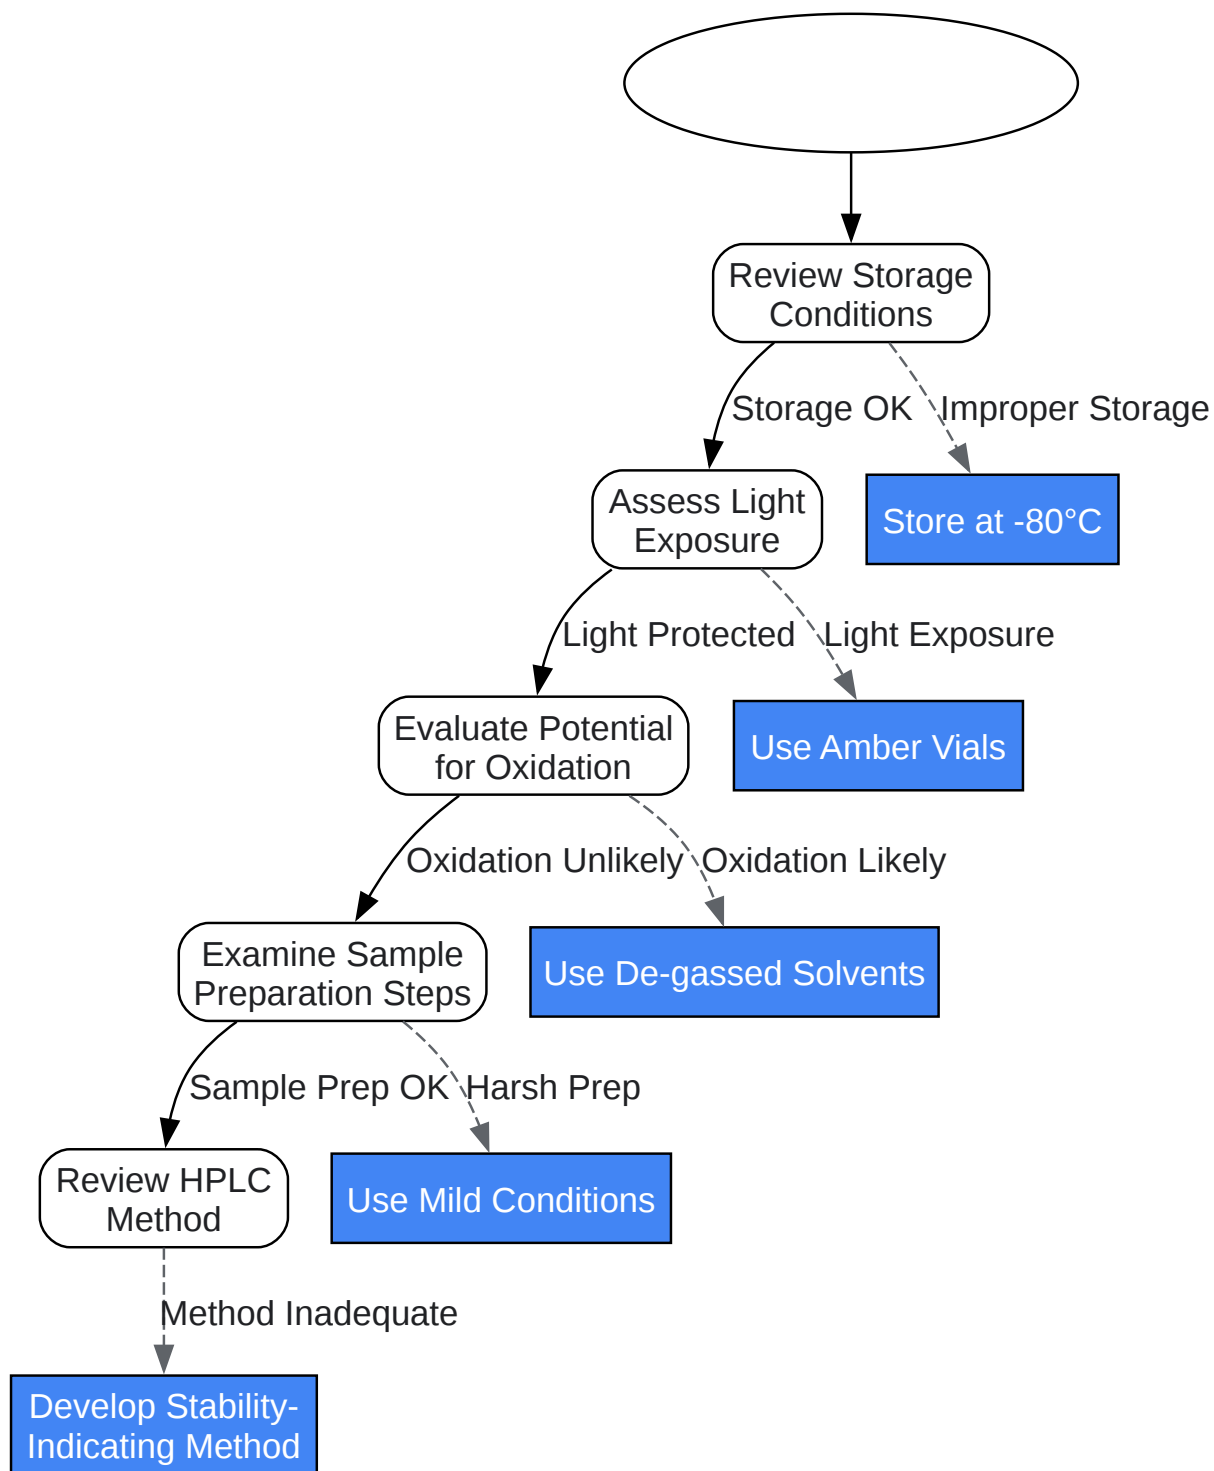 Review Storage
Conditions
Storage OK
Improper Storage
Assess Light
Exposure
Store at -80°C
Light Protected
Light Exposure
Evaluate Potential
for Oxidation
Use Amber Vials
Oxidation Unlikely
Oxidation Likely
Examine Sample
Preparation Steps
Use De-gassed Solvents
Sample Prep OK
Harsh Prep
Review HPLC
Method
Use Mild Conditions
Method Inadequate
Develop Stability-
Indicating Method